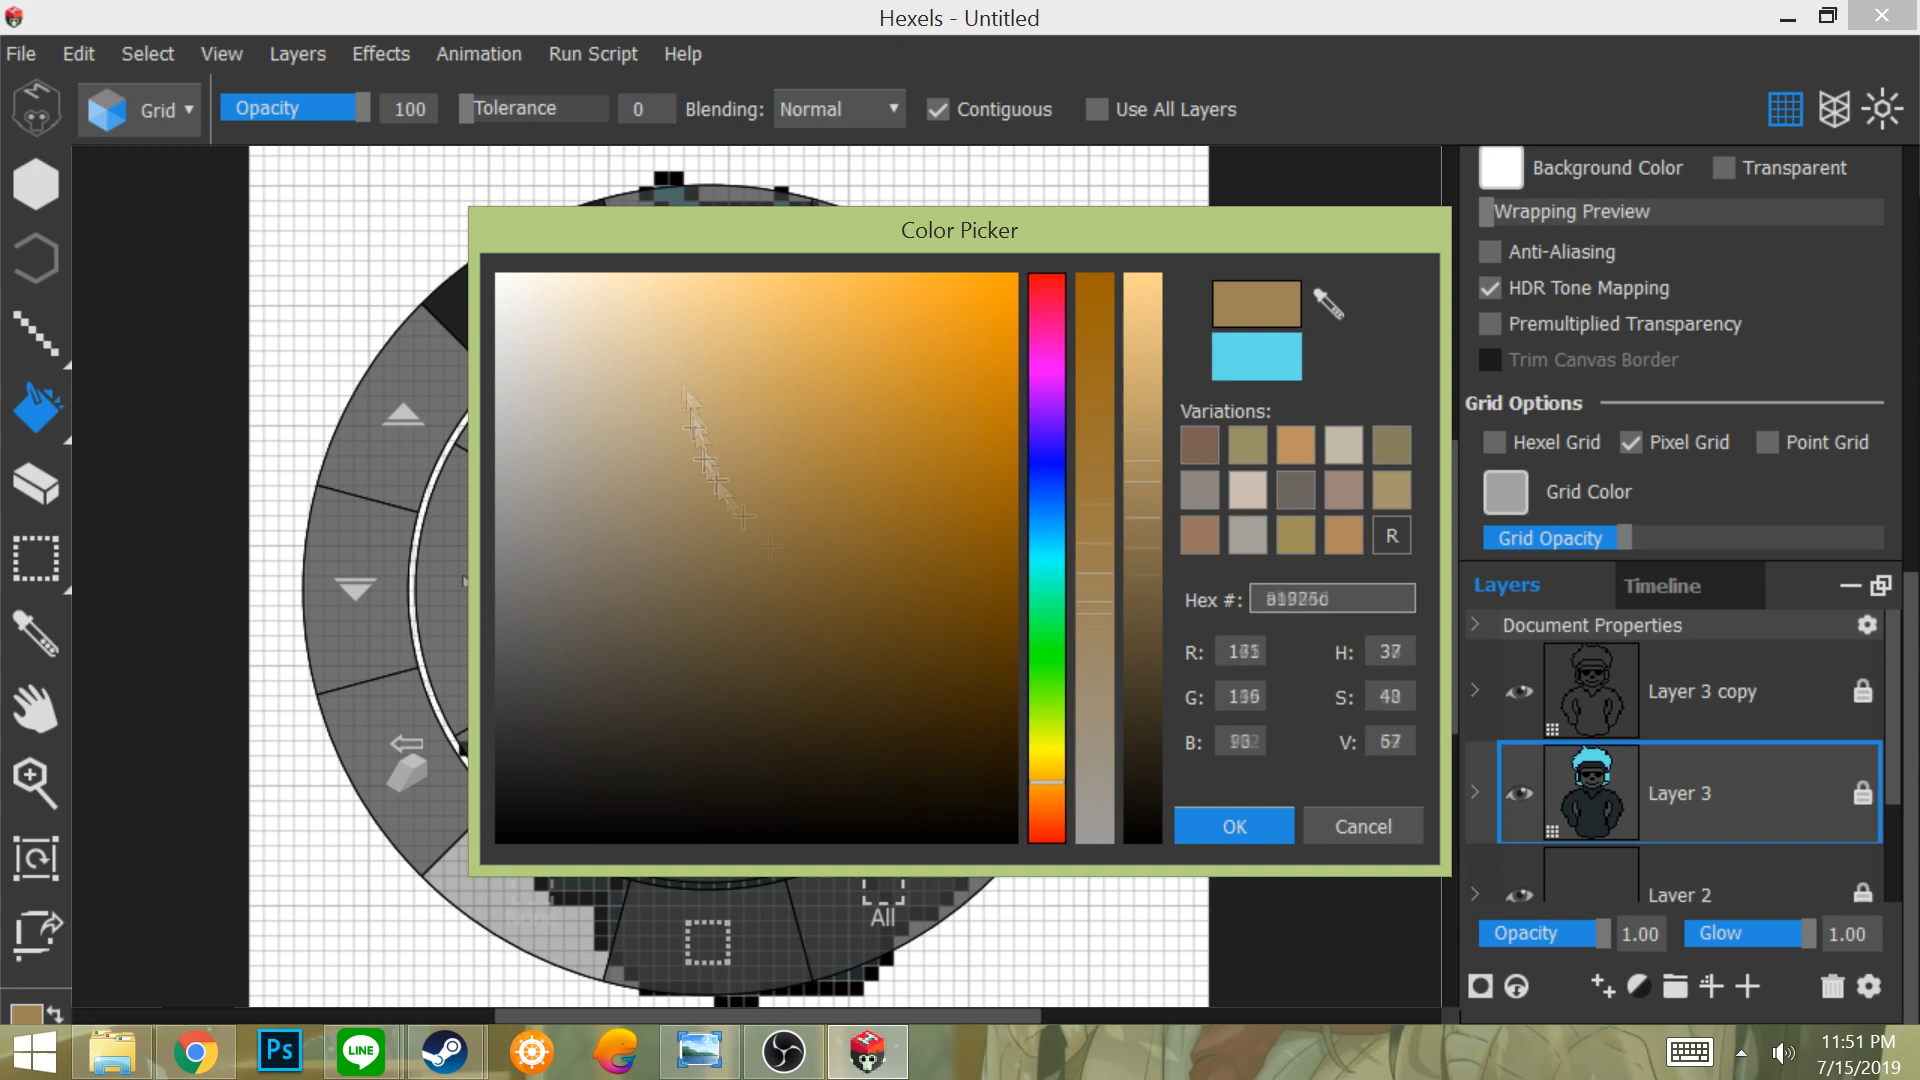 Hexels - Untitled
File Edit Select View Layers Effects Animation Run Script Help
Grid Opacity 100 Tolerance 0 Blending: Normal Contiguous Use All Layers
Background Color Transparent
Wrapping Preview
Anti-Aliasing
HDR Tone Mapping
Premultiplied Transparency
Trim Canvas Border
Grid Options
Hexel Grid Pixel Grid Point Grid
Grid Color
Grid Opacity
Color Picker
Variations:
R
Hex #:
R: H:
G: S:
B: V:
OK Cancel
All
Layers Timeline
Document Properties
Layer 3 copy
Layer 3
Layer 2
Opacity 1.00 Glow 1.00
Ps
LINE
11:51 PM
7/15/2019